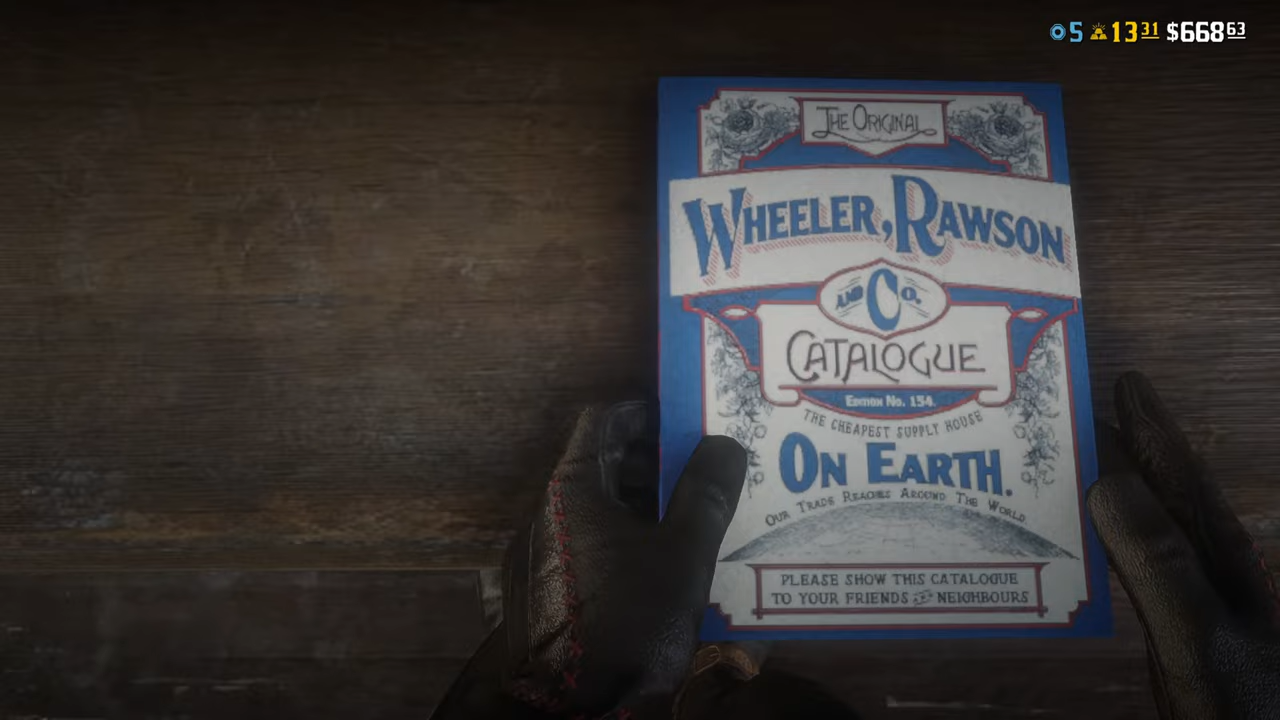 5 13 31 $668 63
The Original
Wheeler, Rawson
and Co.
Catalogue
Edition No. 134.
The Cheapest Supply House
On Earth.
Our Trade Reaches Around The World
PLEASE SHOW THIS CATALOGUE
TO YOUR FRIENDS AND NEIGHBOURS